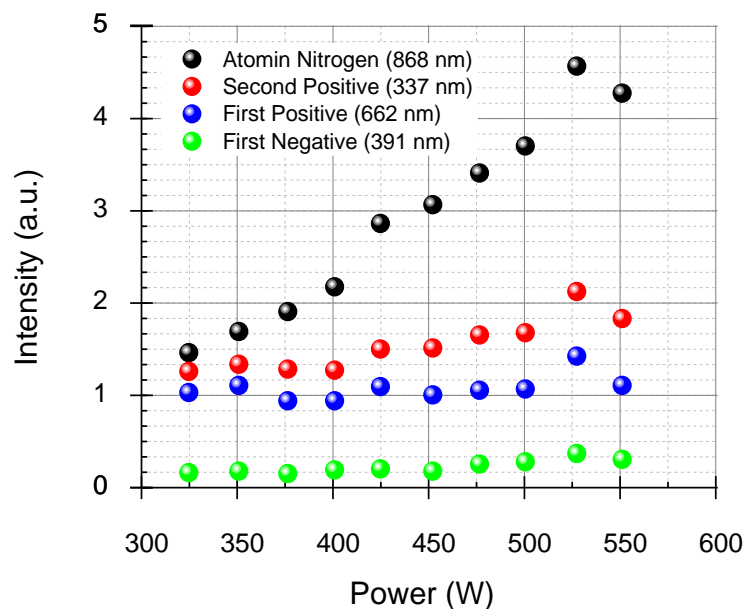 5
4
3
2
1
0
Intensity (a.u.)
Atomin Nitrogen (868 nm)
Second Positive (337 nm)
First Positive (662 nm)
First Negative (391 nm)
300 350 400 450 500 550 600
Power (W)